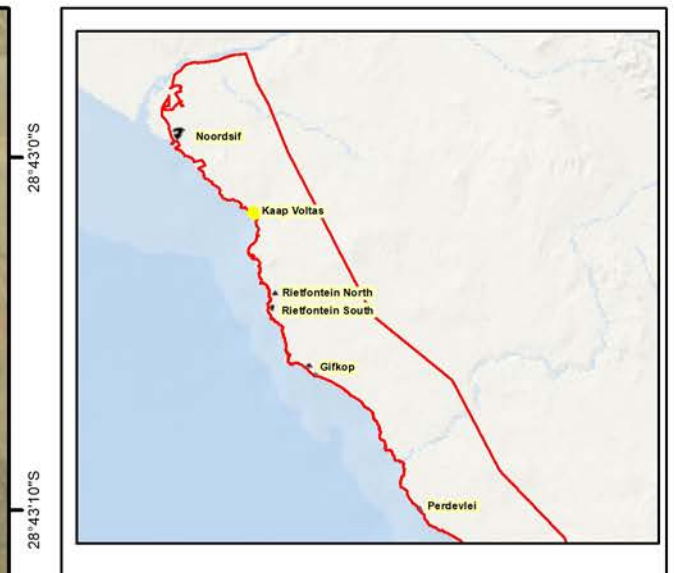 28°43'0"S
28°43'10"S
Noordsif
Kaap Voltas
Rietfontein North
Rietfontein South
Gifkop
Perdevlei